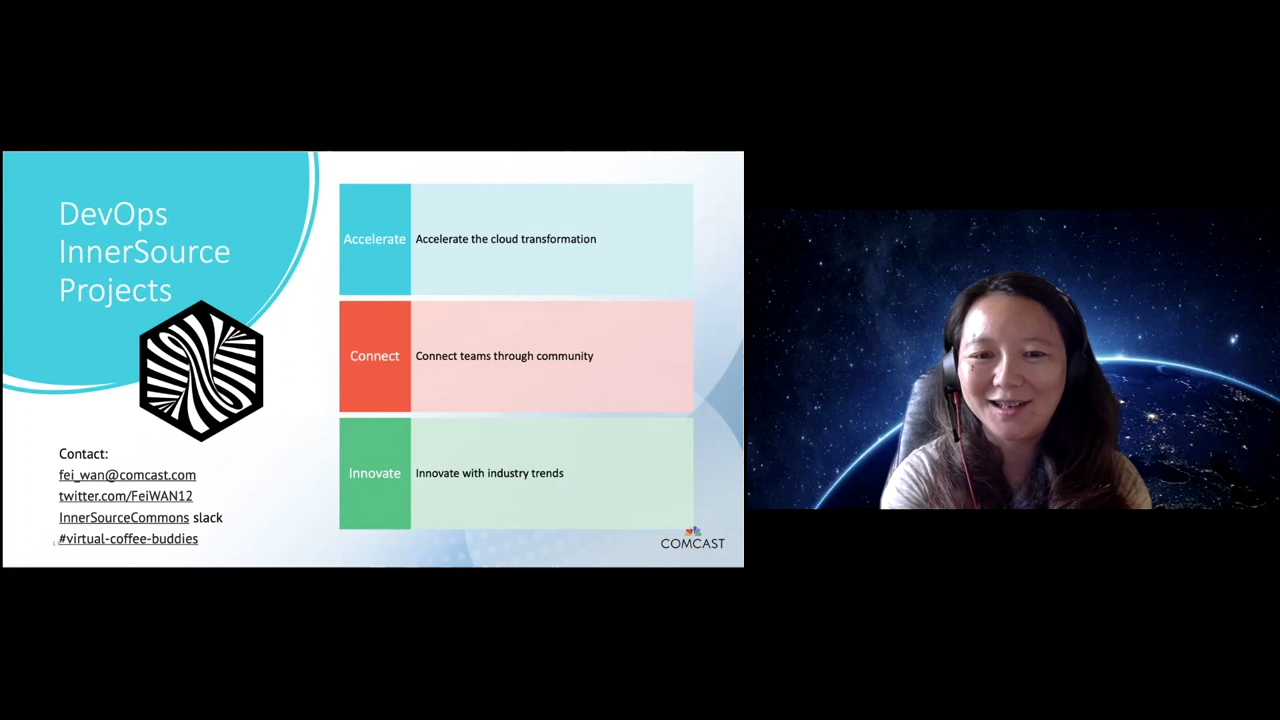 DevOps
InnerSource
Projects
Accelerate
Accelerate the cloud transformation
Connect
Connect teams through community
Innovate
Innovate with industry trends
Contact:
fei_wan@comcast.com
twitter.com/FeiWAN12
InnerSourceCommons slack
#virtual-coffee-buddies
COMCAST